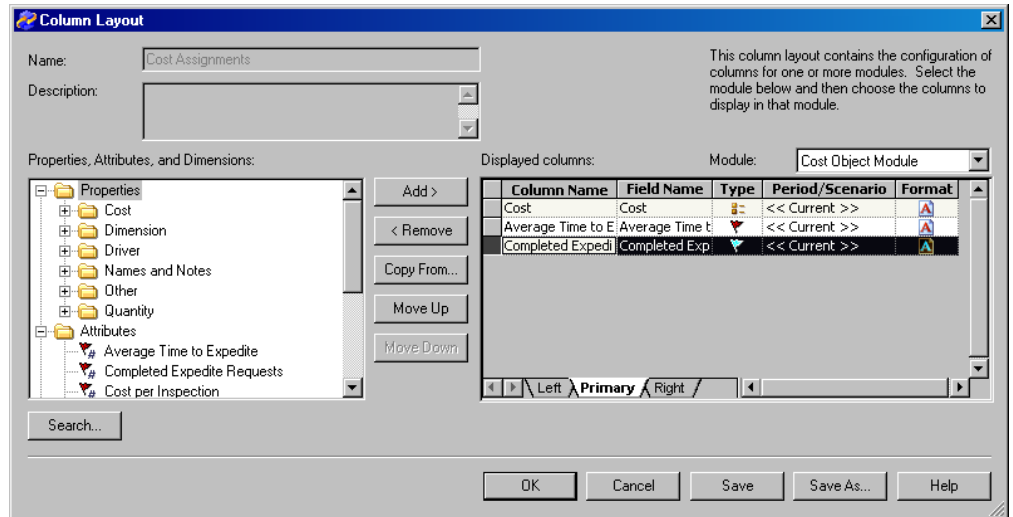 Column Layout
Name:
Cost Assignments
Description:
This column layout contains the configuration of
columns for one or more modules. Select the
module below and then choose the columns to
display in that module.
Properties, Attributes, and Dimensions:
Displayed columns:
Module:
Cost Object Module
Properties
Cost
Dimension
Driver
Names and Notes
Other
Quantity
Attributes
Average Time to Expedite
Completed Expedite Requests
Cost per Inspection
Add >
< Remove
Copy From...
Move Up
Move Down
Column Name Field Name Type Period/Scenario Format
Cost Cost << Current >> A
Average Time to E Average Time t << Current >> A
Completed Expedi Completed Exp << Current >> A
Left Primary Right
Search...
OK Cancel Save Save As... Help